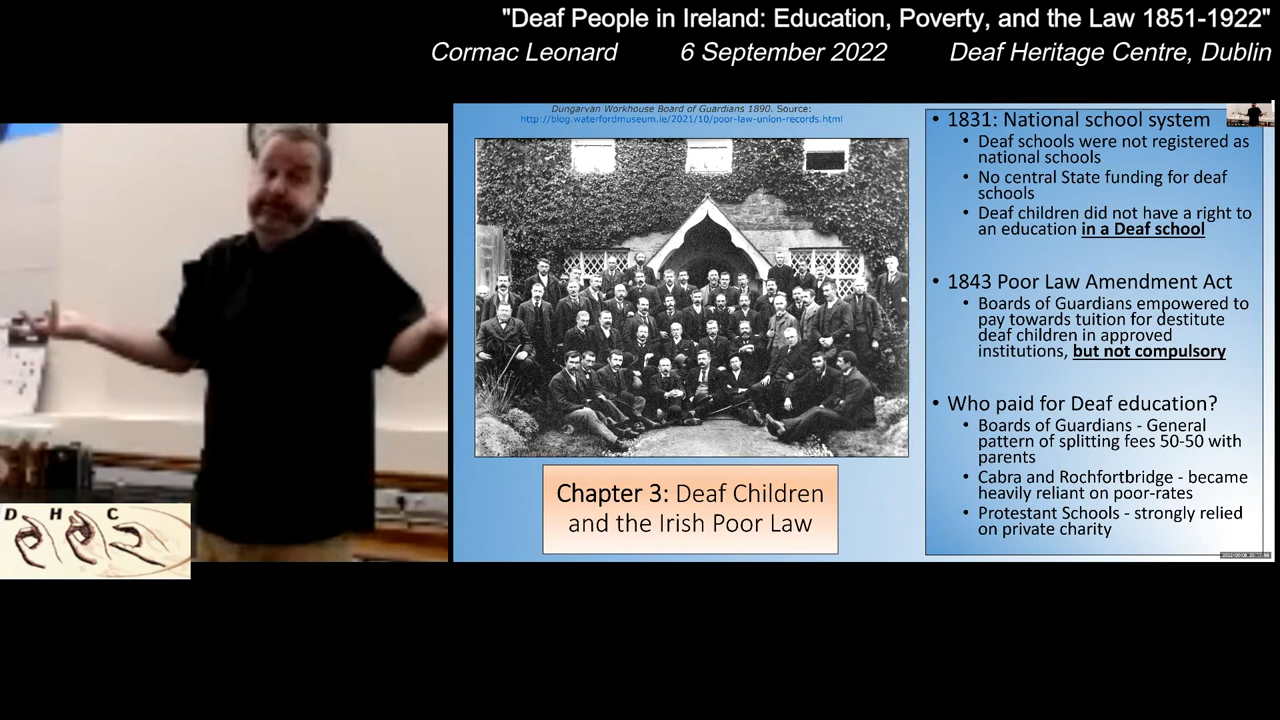 "Deaf People in Ireland: Education, Poverty, and the Law 1851-1922"
Cormac Leonard 6 September 2022 Deaf Heritage Centre, Dublin
Dungarvan Workhouse Board of Guardians 1890. Source:
http://blog.waterfordmuseum.ie/2021/10/poor-law-union-records.html
Chapter 3: Deaf Children
and the Irish Poor Law
• 1831: National school system
• Deaf schools were not registered as
national schools
• No central State funding for deaf
schools
• Deaf children did not have a right to
an education in a Deaf school
• 1843 Poor Law Amendment Act
• Boards of Guardians empowered to
pay towards tuition for destitute
deaf children in approved
institutions, but not compulsory
• Who paid for Deaf education?
• Boards of Guardians - General
pattern of splitting fees 50-50 with
parents
• Cabra and Rochfortbridge - became
heavily reliant on poor-rates
• Protestant Schools - strongly relied
on private charity
D H C